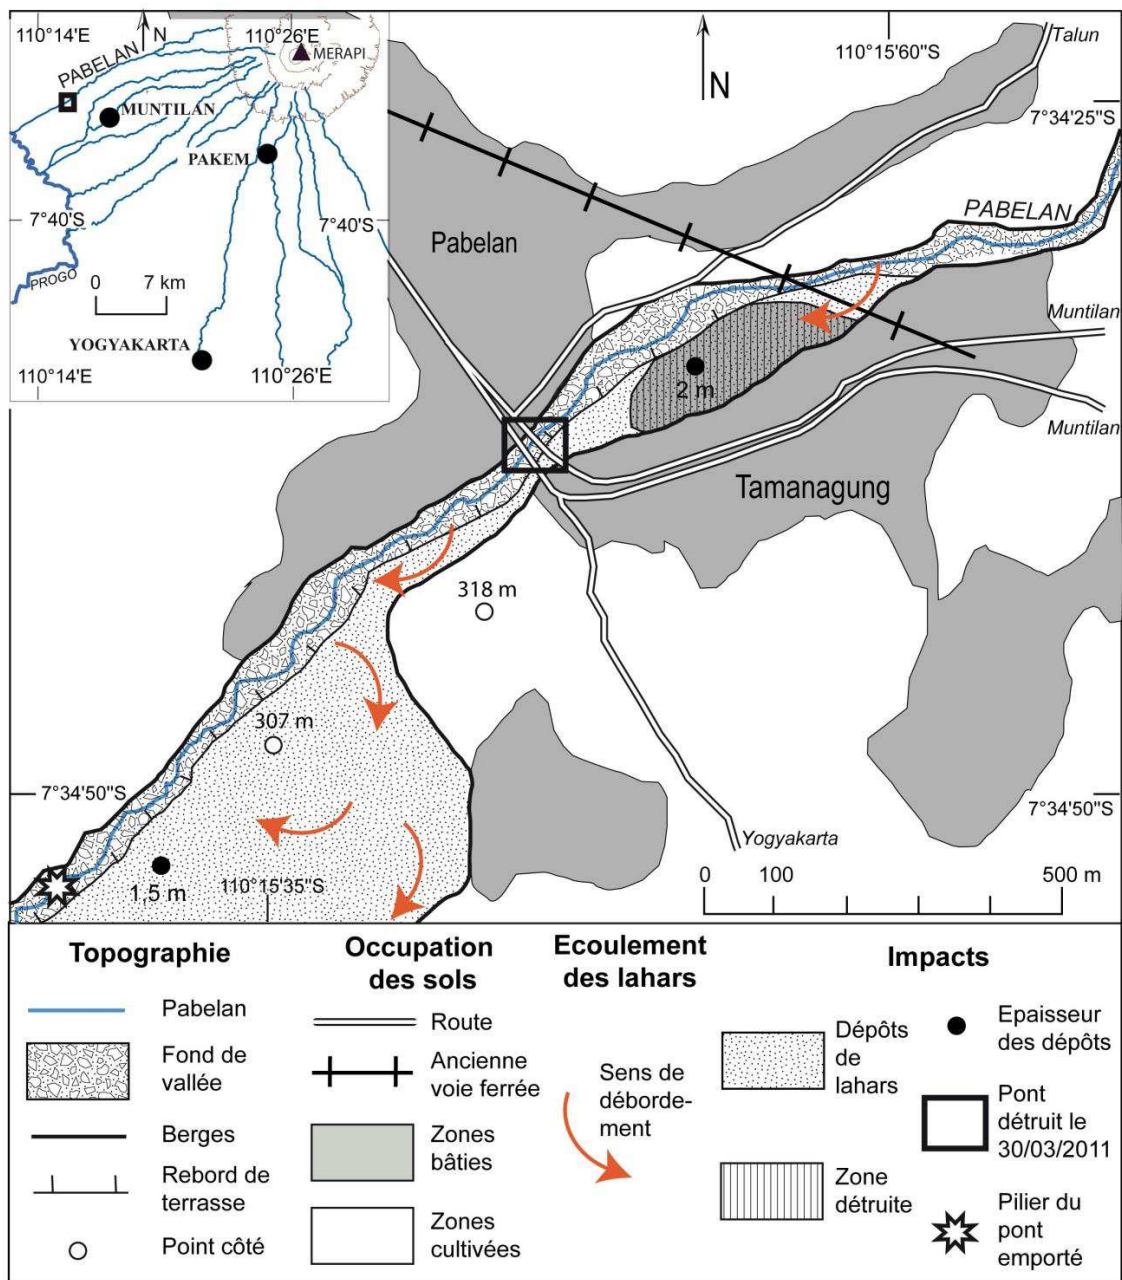 110°14'E
N
110°26'E
MERAPI
PABELAN
MUNTILAN
PAKEM
7°40'S
7°40'S
PROGO
0 7 km
YOGYAKARTA
110°14'E
110°26'E
N
110°15'60"S
Talun
7°34'25"S
PABELAN
Pabelan
Muntilan
2 m
Muntilan
Tamanagung
318 m
307 m
7°34'50"S
7°34'50"S
Yogyakarta
1,5 m
110°15'35"S
0 100 500 m
Topographie
Pabelan
Fond de
vallée
Berges
Rebord de
terrasse
Point côté
Occupation
des sols
Route
Ancienne
voie ferrée
Zones
bâties
Zones
cultivées
Ecoulement
des lahars
Sens de
déborde-
ment
Impacts
Dépôts
de
lahars
Zone
détruite
Epaisseur
des dépôts
Pont
détruit le
30/03/2011
Pilier du
pont
emporté